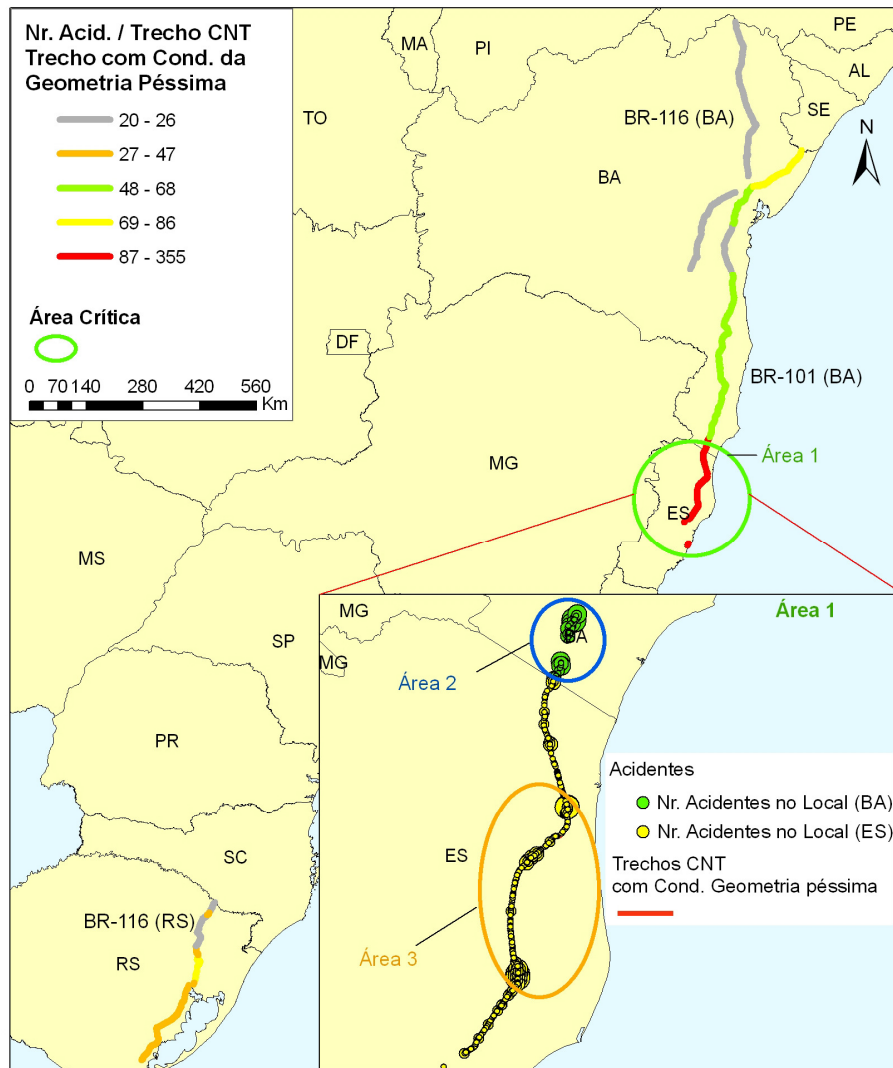 Nr. Acid. / Trecho CNT
Trecho com Cond. da
Geometria Péssima
20 - 26
27 - 47
48 - 68
69 - 86
87 - 355
Área Crítica
0 70 140 280 420 560
Km
MA
PI
PE
AL
SE
TO
BR-116 (BA)
N
BA
DF
BR-101 (BA)
MG
Área 1
ES
MS
SP
PR
SC
BR-116 (RS)
RS
MG
Área 1
BA
MG
Área 2
Acidentes
Nr. Acidentes no Local (BA)
Nr. Acidentes no Local (ES)
ES
Trechos CNT
com Cond. Geometria péssima
Área 3